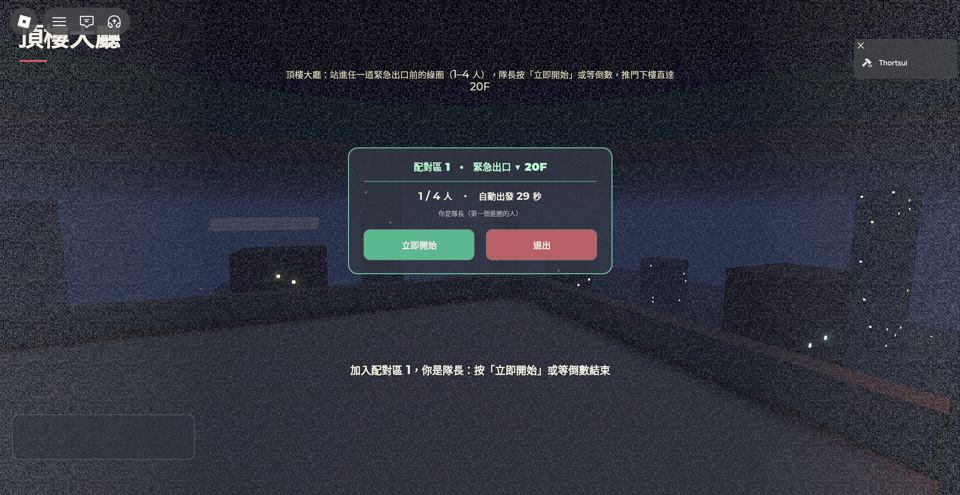 頂樓大廳
Thortsui
頂樓大廳：站進任一道緊急出口前的綠圈（1–4 人），隊長按「立即開始」或等倒數，推門下樓直達
20F
配對區 1 • 緊急出口 ▼ 20F
1 / 4 人 • 自動出發 29 秒
你是隊長（第一個進圈的人）
立即開始
退出
加入配對區 1，你是隊長：按「立即開始」或等倒數結束